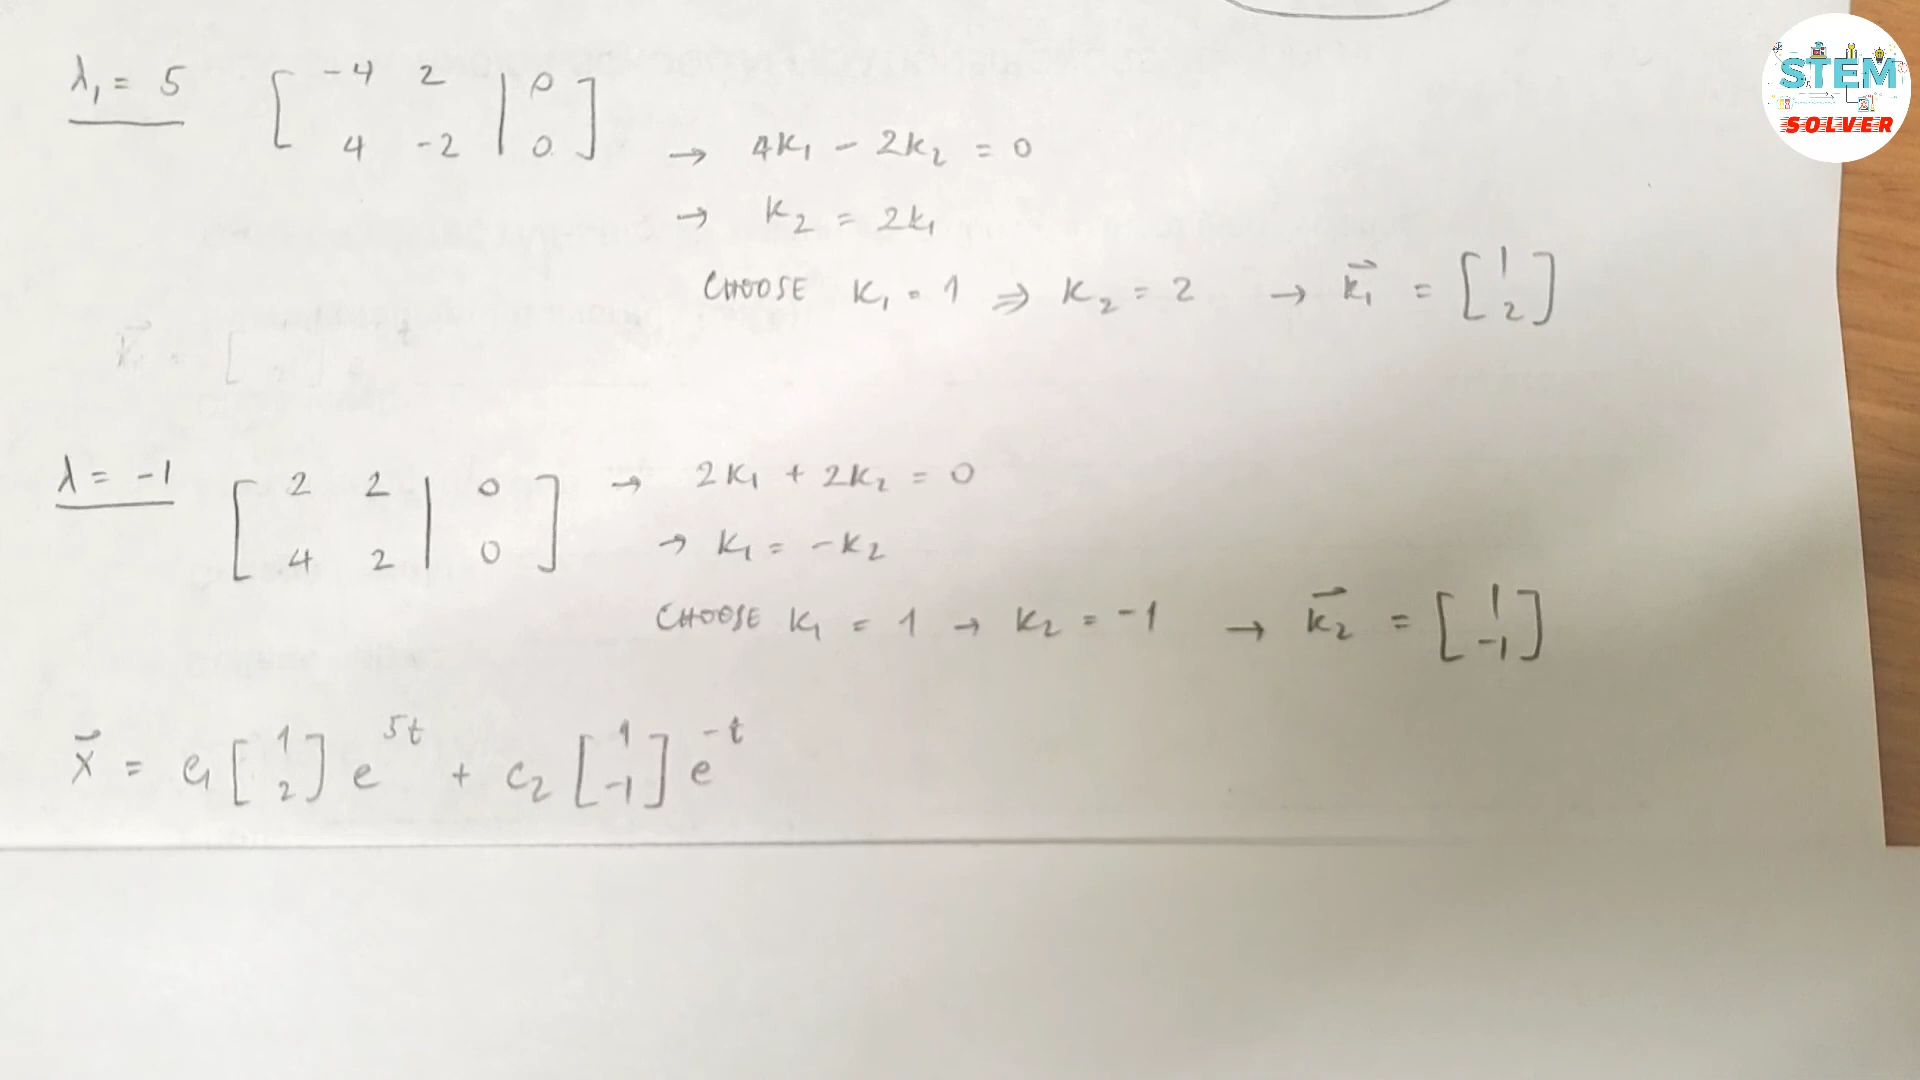 λ₁ = 5 [ -4 2 | 0
4 -2 | 0 ] → 4k₁ - 2k₂ = 0
→ k₂ = 2k₁
CHOOSE k₁ = 1 ⇒ k₂ = 2 → k⃗₁ = [ 1
2 ]
λ = -1 [ 2 2 | 0 → 2k₁ + 2k₂ = 0
4 2 | 0 ] → k₁ = -k₂
CHOOSE k₁ = 1 → k₂ = -1 → k⃗₂ = [ 1
-1 ]
x⃗ = c₁ [ 1
2 ] e^5t + c₂ [ 1
-1 ] e^-t
STEM
SOLVER